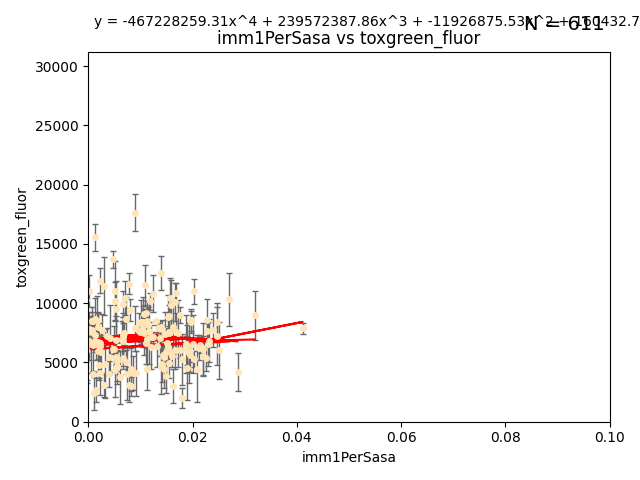 y = -467228259.31x^4 + 239572387.86x^3 + -11926875.53x^2 + 160432.7
N = 611
imm1PerSasa vs toxgreen_fluor
30000
25000
20000
15000
10000
5000
0
toxgreen_fluor
0.00 0.02 0.04 0.06 0.08 0.10
imm1PerSasa